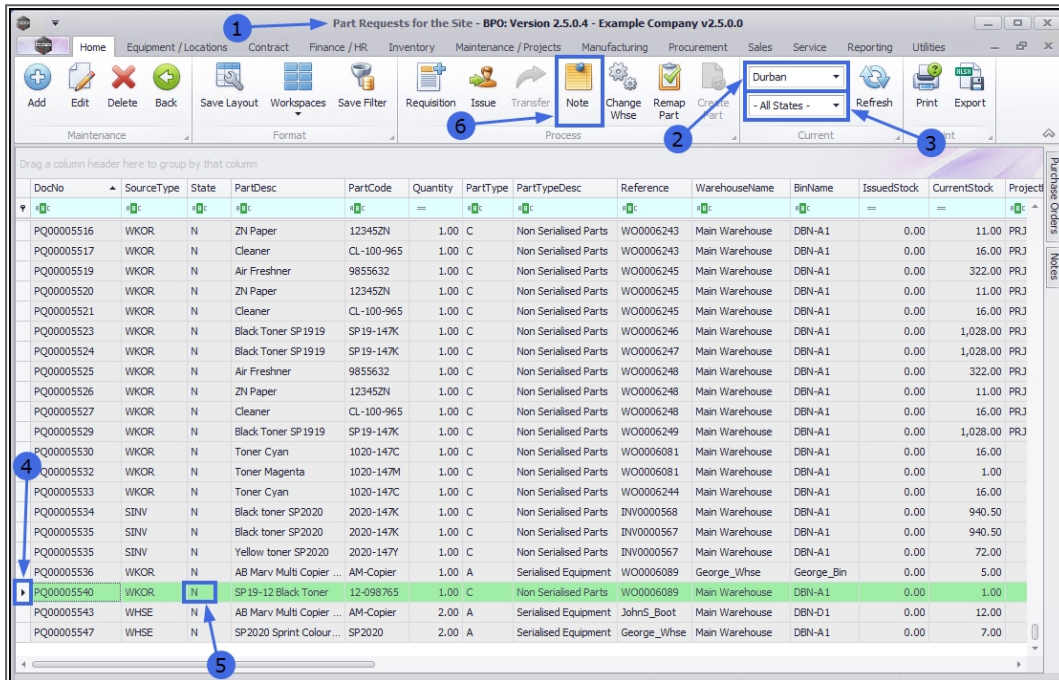 Part Requests for the Site - BPO: Version 2.5.0.4 - Example Company v2.5.0.0
1
Home Equipment / Locations Contract Finance / HR Inventory Maintenance / Projects Manufacturing Procurement Sales Service Reporting Utilities
Durban
- All States -
Add Edit Delete Back Save Layout Workspaces Save Filter Requisition Issue Transfer Note Change Whse Remap Part Create Part Refresh Print Export
Maintenance Format Process Current
6 2 3
Drag a column header here to group by that column
DocNo SourceType State PartDesc PartCode Quantity PartType PartTypeDesc Reference WarehouseName BinName IssuedStock CurrentStock
PQ00005516 WKOR N ZN Paper 12345ZN 1.00 C Non Serialised Parts WO0006243 Main Warehouse DBN-A1 0.00 11.00 PRJ
PQ00005517 WKOR N Cleaner CL-100-965 1.00 C Non Serialised Parts WO0006243 Main Warehouse DBN-A1 0.00 16.00 PRJ
PQ00005519 WKOR N Air Freshner 9855632 1.00 C Non Serialised Parts WO0006245 Main Warehouse DBN-A1 0.00 322.00 PRJ
PQ00005520 WKOR N ZN Paper 12345ZN 1.00 C Non Serialised Parts WO0006245 Main Warehouse DBN-A1 0.00 11.00 PRJ
PQ00005521 WKOR N Cleaner CL-100-965 1.00 C Non Serialised Parts WO0006245 Main Warehouse DBN-A1 0.00 16.00 PRJ
PQ00005523 WKOR N Black Toner SP1919 SP19-147K 1.00 C Non Serialised Parts WO0006246 Main Warehouse DBN-A1 0.00 1,028.00 PRJ
PQ00005524 WKOR N Black Toner SP1919 SP19-147K 1.00 C Non Serialised Parts WO0006247 Main Warehouse DBN-A1 0.00 1,028.00 PRJ
PQ00005525 WKOR N Air Freshner 9855632 1.00 C Non Serialised Parts WO0006248 Main Warehouse DBN-A1 0.00 322.00 PRJ
PQ00005526 WKOR N ZN Paper 12345ZN 1.00 C Non Serialised Parts WO0006248 Main Warehouse DBN-A1 0.00 11.00 PRJ
PQ00005527 WKOR N Cleaner CL-100-965 1.00 C Non Serialised Parts WO0006248 Main Warehouse DBN-A1 0.00 16.00 PRJ
PQ00005529 WKOR N Black Toner SP1919 SP19-147K 1.00 C Non Serialised Parts WO0006249 Main Warehouse DBN-A1 0.00 1,028.00 PRJ
PQ00005530 WKOR N Toner Cyan 1020-147C 1.00 C Non Serialised Parts WO0006081 Main Warehouse DBN-A1 0.00 16.00
4
PQ00005532 WKOR N Toner Magenta 1020-147M 1.00 C Non Serialised Parts WO0006081 Main Warehouse DBN-A1 0.00 1.00
PQ00005533 WKOR N Toner Cyan 1020-147C 1.00 C Non Serialised Parts WO0006244 Main Warehouse DBN-A1 0.00 16.00
PQ00005534 SINV N Black toner SP2020 2020-147K 1.00 C Non Serialised Parts INV0000568 Main Warehouse DBN-A1 0.00 940.50
PQ00005535 SINV N Black toner SP2020 2020-147K 1.00 C Non Serialised Parts INV0000567 Main Warehouse DBN-A1 0.00 940.50
PQ00005535 SINV N Yellow toner SP2020 2020-147Y 1.00 C Non Serialised Parts INV0000567 Main Warehouse DBN-A1 0.00 72.00
PQ00005536 WKOR N AB Marv Multi Copier ... AM-Copier 1.00 A Serialised Equipment WO0006089 George_Whse George_Bin 0.00 5.00
PQ00005540 WKOR N SP19-12 Black Toner 12-098765 1.00 C Non Serialised Parts WO0006089 Main Warehouse DBN-A1 0.00 1.00
PQ00005543 WHSE N AB Marv Multi Copier ... AM-Copier 2.00 A Serialised Equipment JohnS_Boot Main Warehouse DBN-D1 0.00 12.00
PQ00005547 WHSE N SP2020 Sprint Colour... SP2020 2.00 A Serialised Equipment George_Whse Main Warehouse DBN-A1 0.00 7.00
5
Purchase Orders
Notes